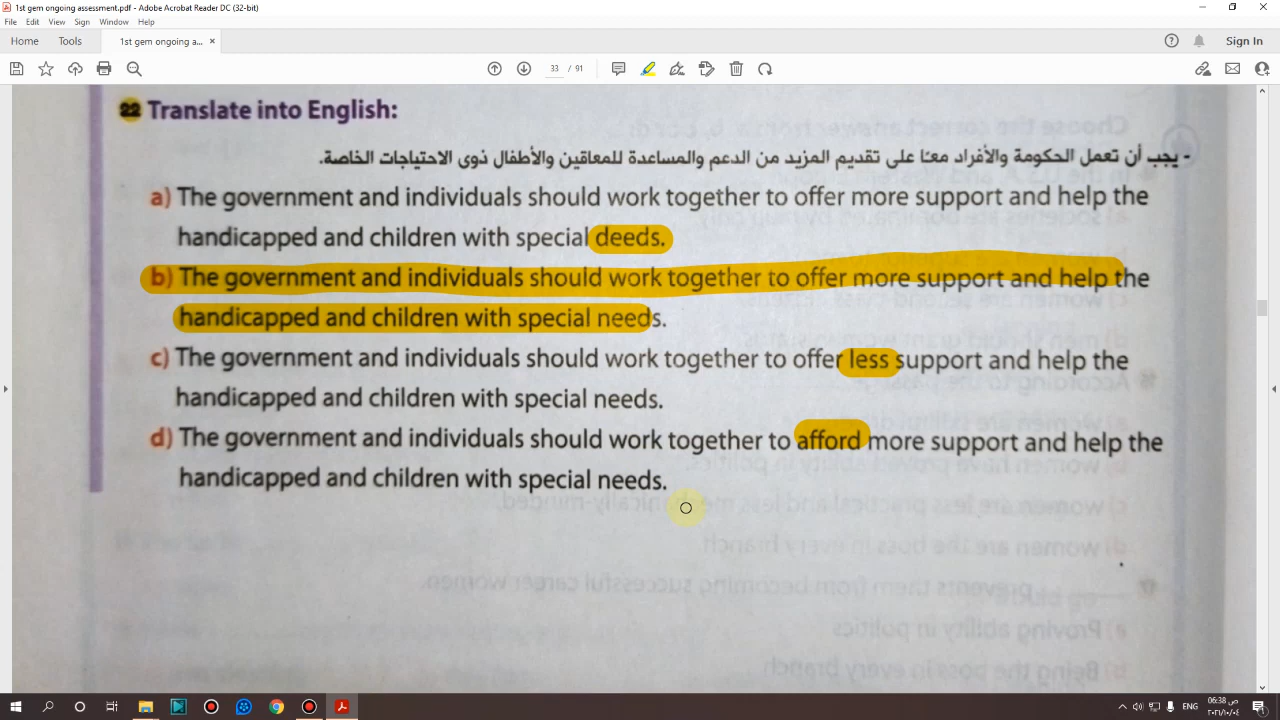 1st gem ongoing assessment.pdf - Adobe Acrobat Reader DC (32-bit)
File Edit View Sign Window Help
Home Tools 1st gem ongoing a... × Sign In
33 / 91
22 Translate into English:
- يجب أن تعمل الحكومة والأفراد معًا على تقديم المزيد من الدعم والمساعدة للمعاقين والأطفال ذوى الاحتياجات الخاصة.
a) The government and individuals should work together to offer more support and help the
handicapped and children with special deeds.
b) The government and individuals should work together to offer more support and help the
handicapped and children with special needs.
c) The government and individuals should work together to offer less support and help the
handicapped and children with special needs.
d) The government and individuals should work together to afford more support and help the
handicapped and children with special needs.
ENG ص 06:38
٢٠٢١/١٠/٠٤